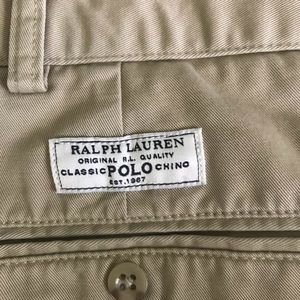 RALPH LAUREN
ORIGINAL R.L. QUALITY
CLASSIC POLO CHINO
EST. 1967